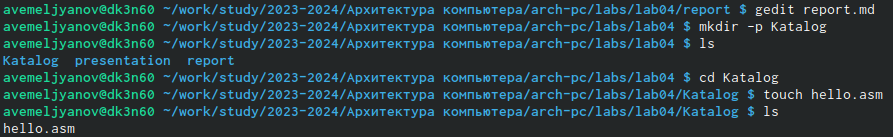 avemeljyanov@dk3n60 ~/work/study/2023-2024/Архитектура компьютера/arch-pc/labs/lab04/report $ gedit report.md
avemeljyanov@dk3n60 ~/work/study/2023-2024/Архитектура компьютера/arch-pc/labs/lab04 $ mkdir -p Katalog
avemeljyanov@dk3n60 ~/work/study/2023-2024/Архитектура компьютера/arch-pc/labs/lab04 $ ls
Katalog  presentation  report
avemeljyanov@dk3n60 ~/work/study/2023-2024/Архитектура компьютера/arch-pc/labs/lab04 $ cd Katalog
avemeljyanov@dk3n60 ~/work/study/2023-2024/Архитектура компьютера/arch-pc/labs/lab04/Katalog $ touch hello.asm
avemeljyanov@dk3n60 ~/work/study/2023-2024/Архитектура компьютера/arch-pc/labs/lab04/Katalog $ ls
hello.asm